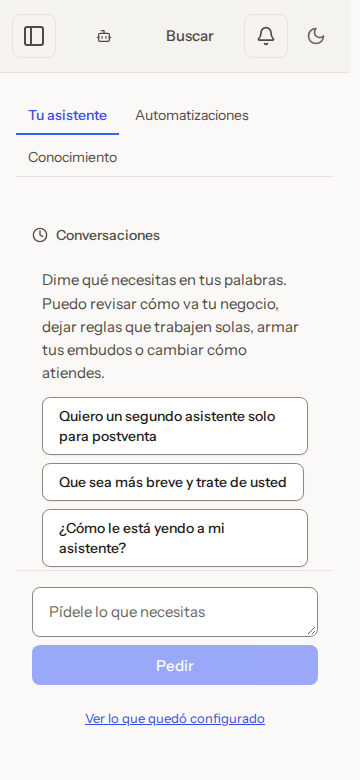 Buscar
Tu asistente
Automatizaciones
Conocimiento
Conversaciones
Dime qué necesitas en tus palabras.
Puedo revisar cómo va tu negocio,
dejar reglas que trabajen solas, armar
tus embudos o cambiar cómo
atiendes.
Quiero un segundo asistente solo
para postventa
Que sea más breve y trate de usted
¿Cómo le está yendo a mi
asistente?
Pídele lo que necesitas
Pedir
Ver lo que quedó configurado